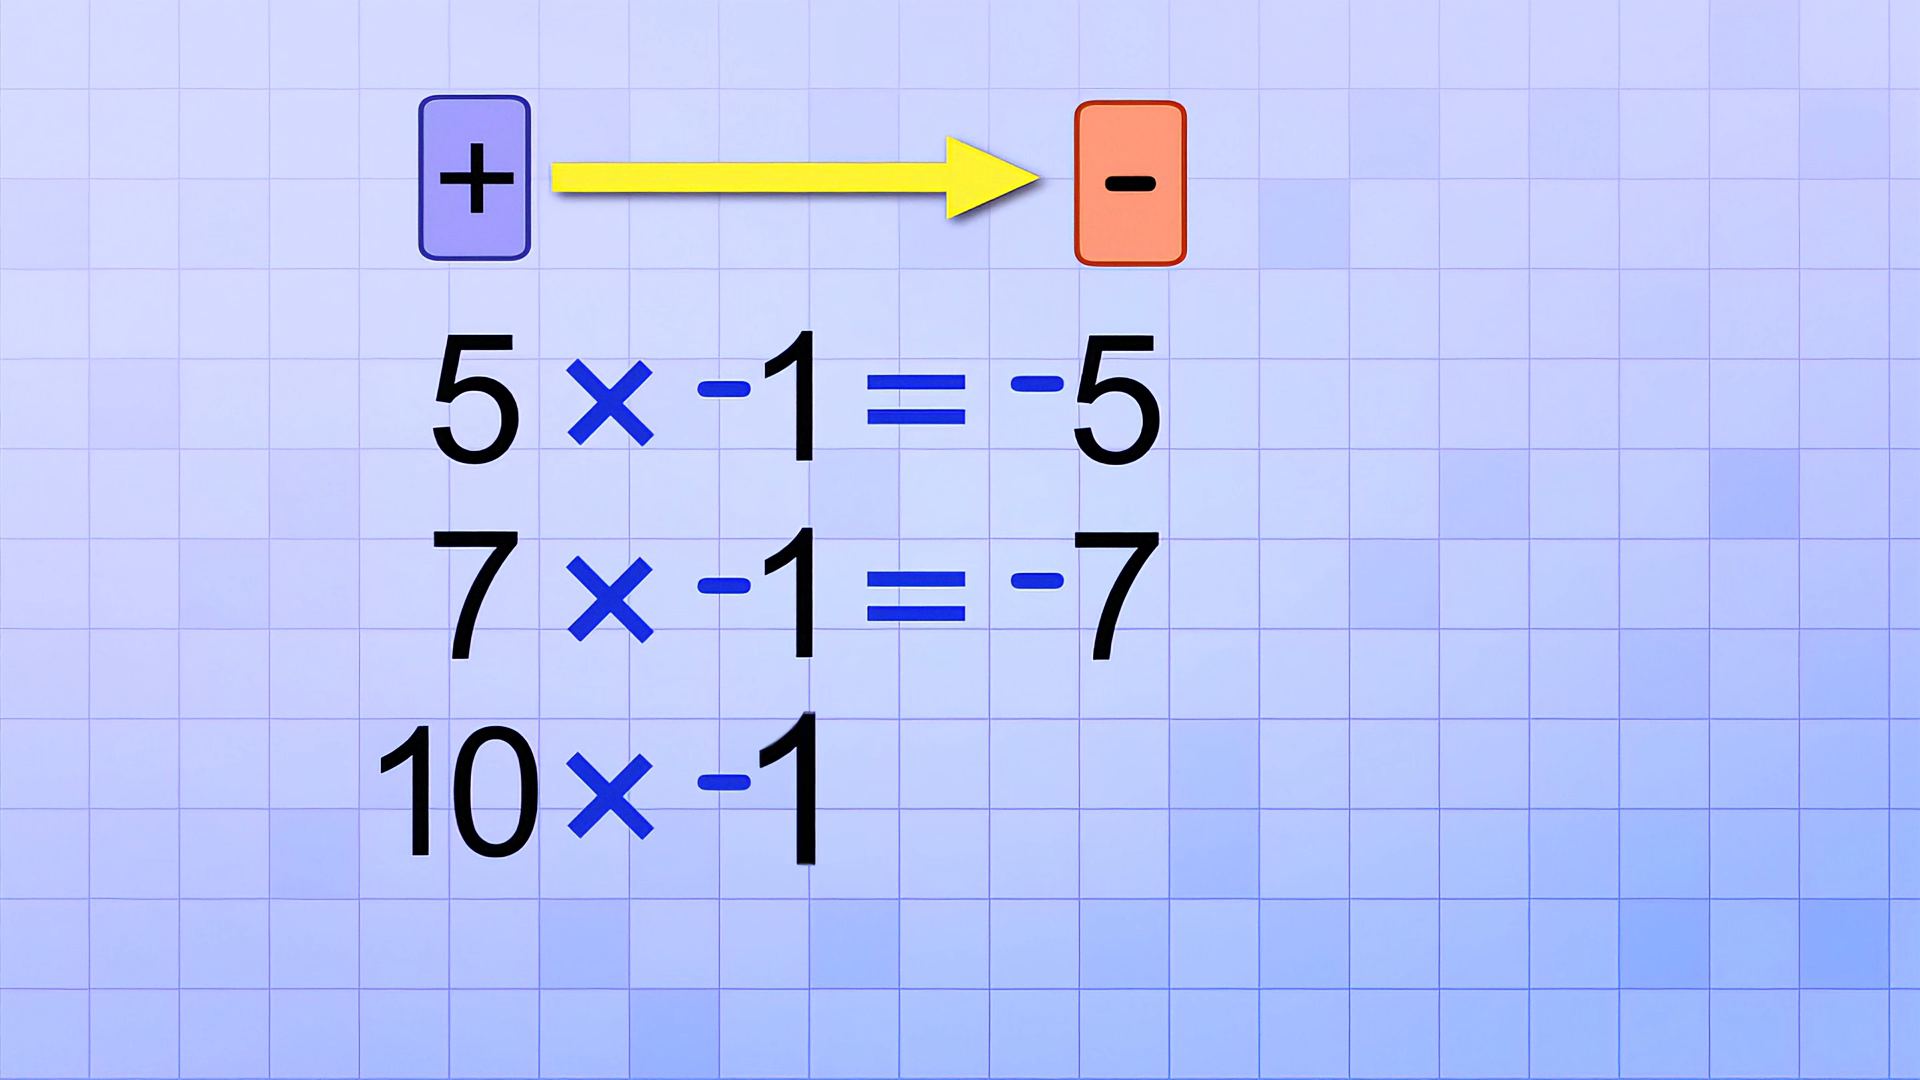 + -
5 × -1 = -5
7 × -1 = -7
10 × -1